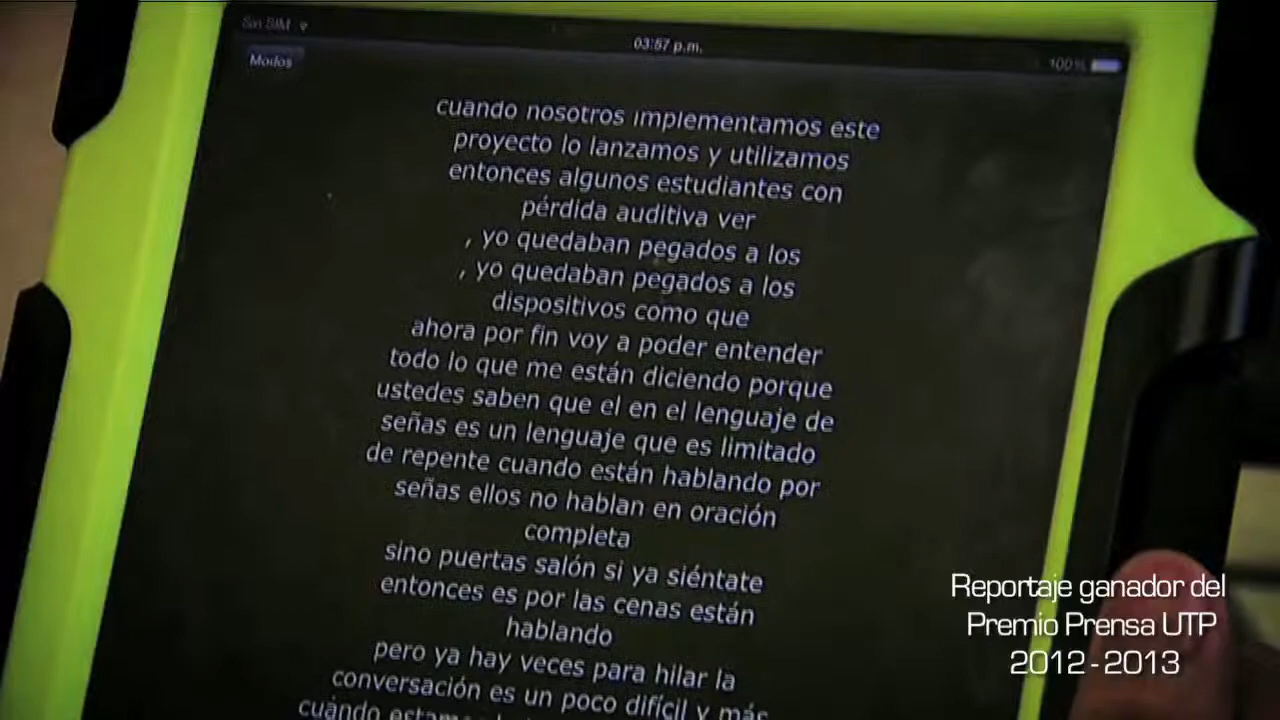 Sin SIM
03:57 p.m.
100%
Modos
cuando nosotros implementamos este
proyecto lo lanzamos y utilizamos
entonces algunos estudiantes con
pérdida auditiva ver
, yo quedaban pegados a los
, yo quedaban pegados a los
dispositivos como que
ahora por fin voy a poder entender
todo lo que me están diciendo porque
ustedes saben que el en el lenguaje de
señas es un lenguaje que es limitado
de repente cuando están hablando por
señas ellos no hablan en oración
completa
sino puertas salón si ya siéntate
entonces es por las cenas están
hablando
pero ya hay veces para hilar la
conversación es un poco difícil y más
cuando
Reportaje ganador del
Premio Prensa UTP
2012-2013